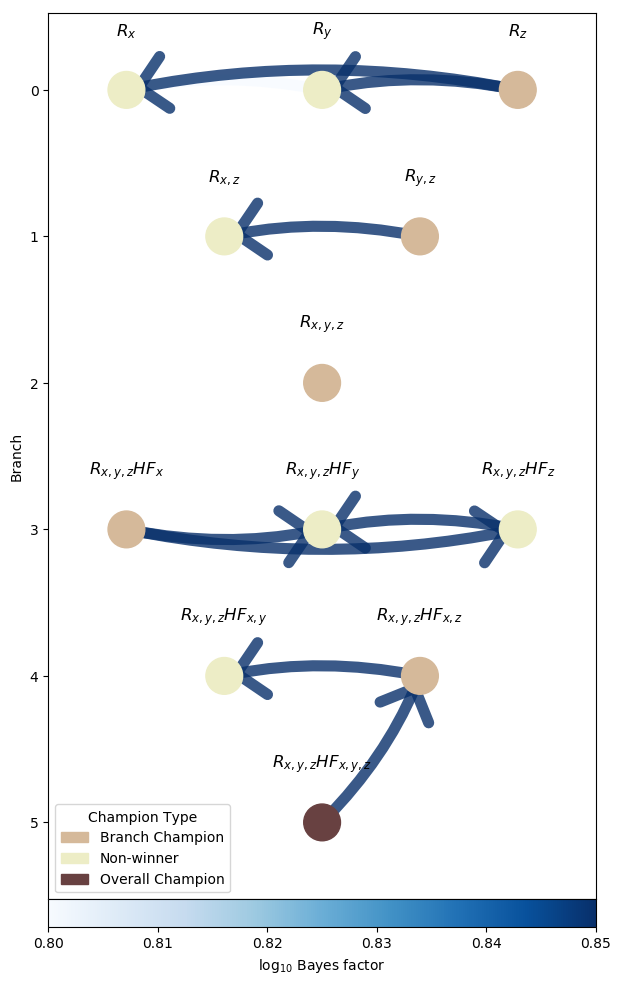 R_x R_y R_z
0
R_{x,z} R_{y,z}
1
R_{x,y,z}
2
Branch
R_{x,y,z}HF_x R_{x,y,z}HF_y R_{x,y,z}HF_z
3
R_{x,y,z}HF_{x,y} R_{x,y,z}HF_{x,z}
4
R_{x,y,z}HF_{x,y,z}
5
Champion Type
Branch Champion
Non-winner
Overall Champion
0.80 0.81 0.82 0.83 0.84 0.85
log_{10} Bayes factor